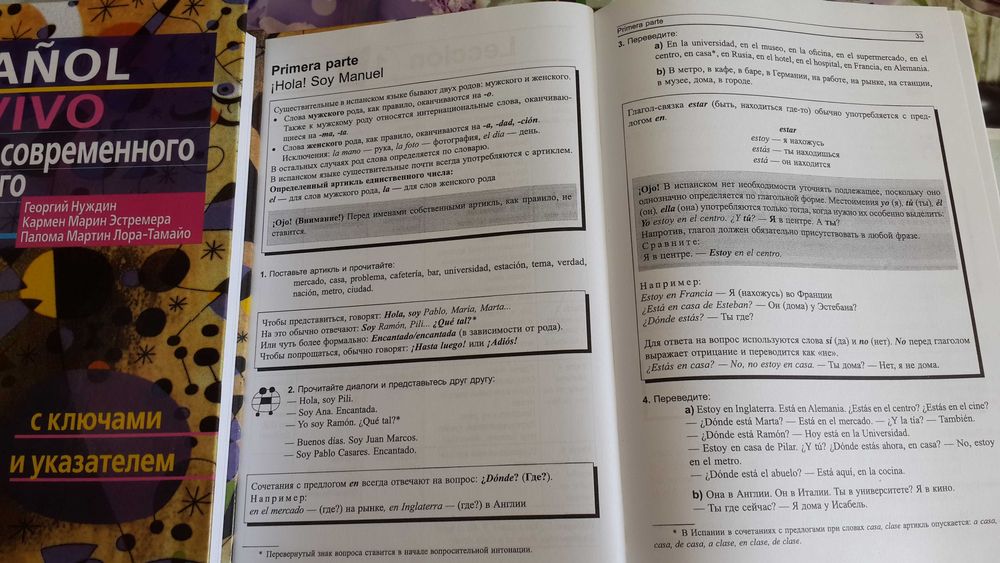 AÑOL
VIVO
современного
го
Георгий Нуждин
Кармен Марин Эстремера
Палома Мартин Лора-Тамайо
с ключами
и указателем
Primera parte
¡Hola! Soy Manuel
Существительные в испанском языке бывают двух родов: мужского и женского.
• Слова мужского рода, как правило, оканчиваются на -о.
Также к мужскому роду относятся интернациональные слова, оканчиваю-
щиеся на -ma, -ta.
• Слова женского рода, как правило, оканчиваются на -a, -dad, -ción.
Исключения: la mano — рука, la foto — фотография, el día — день.
В остальных случаях род слова определяется по словарю.
В испанском языке существительные почти всегда употребляются с артиклем.
Определенный артикль единственного числа:
el — для слов мужского рода, la — для слов женского рода
¡Ojo! (Внимание!) Перед именами собственными артикль, как правило, не
ставится.
1. Поставьте артикль и прочитайте:
mercado, casa, problema, cafetería, bar, universidad, estación, tema, verdad,
nación, metro, ciudad.
Чтобы представиться, говорят: Hola, soy Pablo, María, Marta...
На это обычно отвечают: Soy Ramón, Pili... ¿Qué tal?*
Или чуть более формально: Encantado/encantada (в зависимости от рода).
Чтобы попрощаться, обычно говорят: ¡Hasta luego! или ¡Adiós!
2. Прочитайте диалоги и представьтесь друг другу:
— Hola, soy Pili.
— Soy Ana. Encantada.
— Yo soy Ramón. ¿Qué tal?*
— Buenos días. Soy Juan Marcos.
— Soy Pablo Casares. Encantado.
Сочетания с предлогом en всегда отвечают на вопрос: ¿Dónde? (Где?).
Например:
en el mercado — (где?) на рынке, en Inglaterra — (где?) в Англии
* Перевернутый знак вопроса ставится в начале вопросительной интонации.
Primera parte
33
3. Переведите:
a) En la universidad, en el museo, en la oficina, en el supermercado, en el
centro, en casa*, en Rusia, en el hotel, en el hospital, en Francia, en Alemania.
b) В метро, в кафе, в баре, в Германии, на работе, на рынке, на станции,
в музее, дома, в городе.
Глагол-связка estar (быть, находиться где-то) обычно употребляется с пред-
логом en.
estar
estoy — я нахожусь
estás — ты находишься
está — он находится
¡Ojo! В испанском нет необходимости уточнять подлежащее, поскольку оно
однозначно определяется по глагольной форме. Местоимения yo (я), tú (ты), él
(он), ella (она) употребляются только тогда, когда нужно их особенно выделить:
Yo estoy en el centro. ¿Y tú? — Я в центре. А ты?
Напротив, глагол должен обязательно присутствовать в любой фразе.
Сравните:
Я в центре. — Estoy en el centro.
Например:
Estoy en Francia — Я (нахожусь) во Франции
¿Está en casa de Esteban? — Он (дома) у Эстебана?
¿Dónde estás? — Ты где?
Для ответа на вопрос используются слова sí (да) и no (нет). No перед глаголом
выражает отрицание и переводится как «не».
¿Estás en casa? — No, no estoy en casa. — Ты дома? — Нет, я не дома.
4. Переведите:
a) Estoy en Inglaterra. Está en Alemania. ¿Estás en el centro? ¿Estás en el cine?
— ¿Dónde está Marta? — Está en el mercado. — ¿Y la tía? — También.
— ¿Dónde está Ramón? — Hoy está en la Universidad.
— Estoy en casa de Pilar. ¿Y tú? ¿Dónde estás ahora, en casa? — No, estoy
en el metro.
— ¿Dónde está el abuelo? — Está aquí, en la cocina.
b) Она в Англии. Он в Италии. Ты в университете? Я в кино.
— Ты где сейчас? — Я дома у Исабель.
* В Испании в сочетаниях с предлогами при словах casa, clase артикль опускается: a casa, en
casa, de casa, a clase, en clase, de clase.